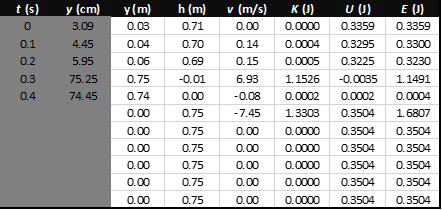 t (s) y (cm) y (m) h (m) v (m/s) K (J) U (J) E (J)
0 3.09 0.03 0.71 0.00 0.0000 0.3359 0.3359
0.1 4.45 0.04 0.70 0.14 0.0004 0.3295 0.3300
0.2 5.95 0.06 0.69 0.15 0.0005 0.3225 0.3230
0.3 75.25 0.75 -0.01 6.93 1.1526 -0.0035 1.1491
0.4 74.45 0.74 0.00 -0.08 0.0002 0.0002 0.0004
0.00 0.75 -7.45 1.3303 0.3504 1.6807
0.00 0.75 0.00 0.0000 0.3504 0.3504
0.00 0.75 0.00 0.0000 0.3504 0.3504
0.00 0.75 0.00 0.0000 0.3504 0.3504
0.00 0.75 0.00 0.0000 0.3504 0.3504
0.00 0.75 0.00 0.0000 0.3504 0.3504